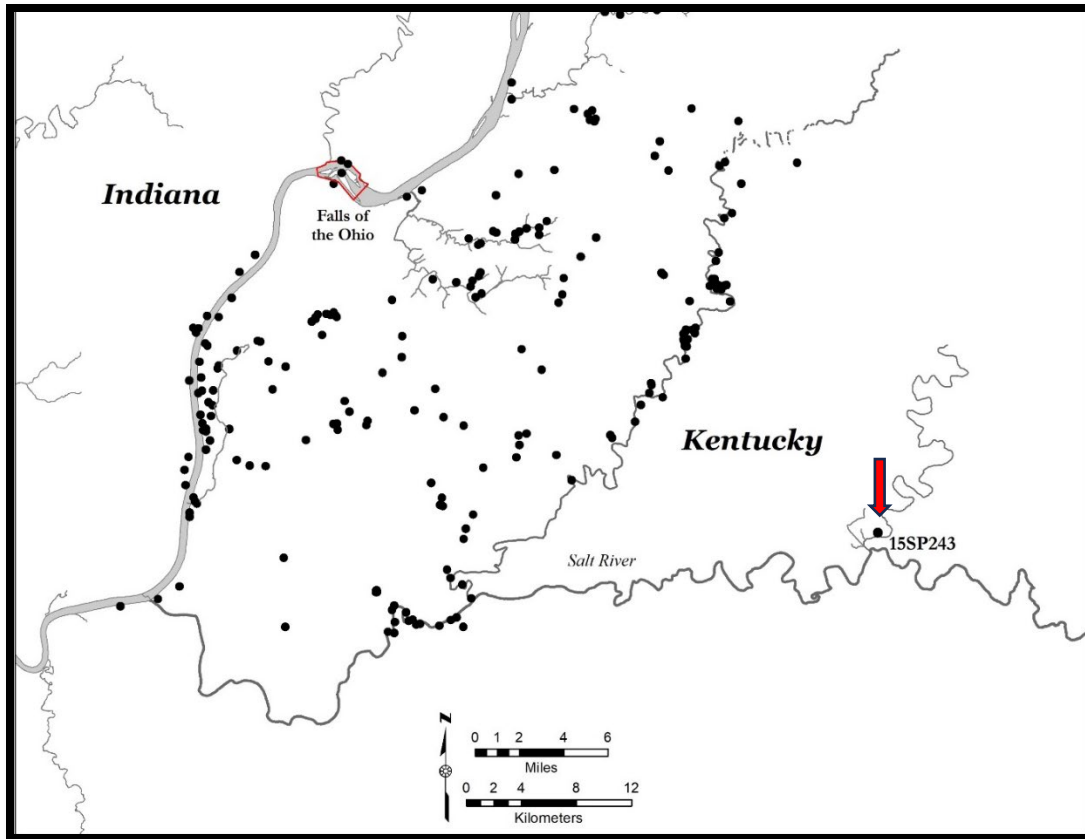 Indiana
Falls of
the Ohio
Kentucky
15SP243
Salt River
N
0 1 2 4 6
Miles
0 2 4 8 12
Kilometers